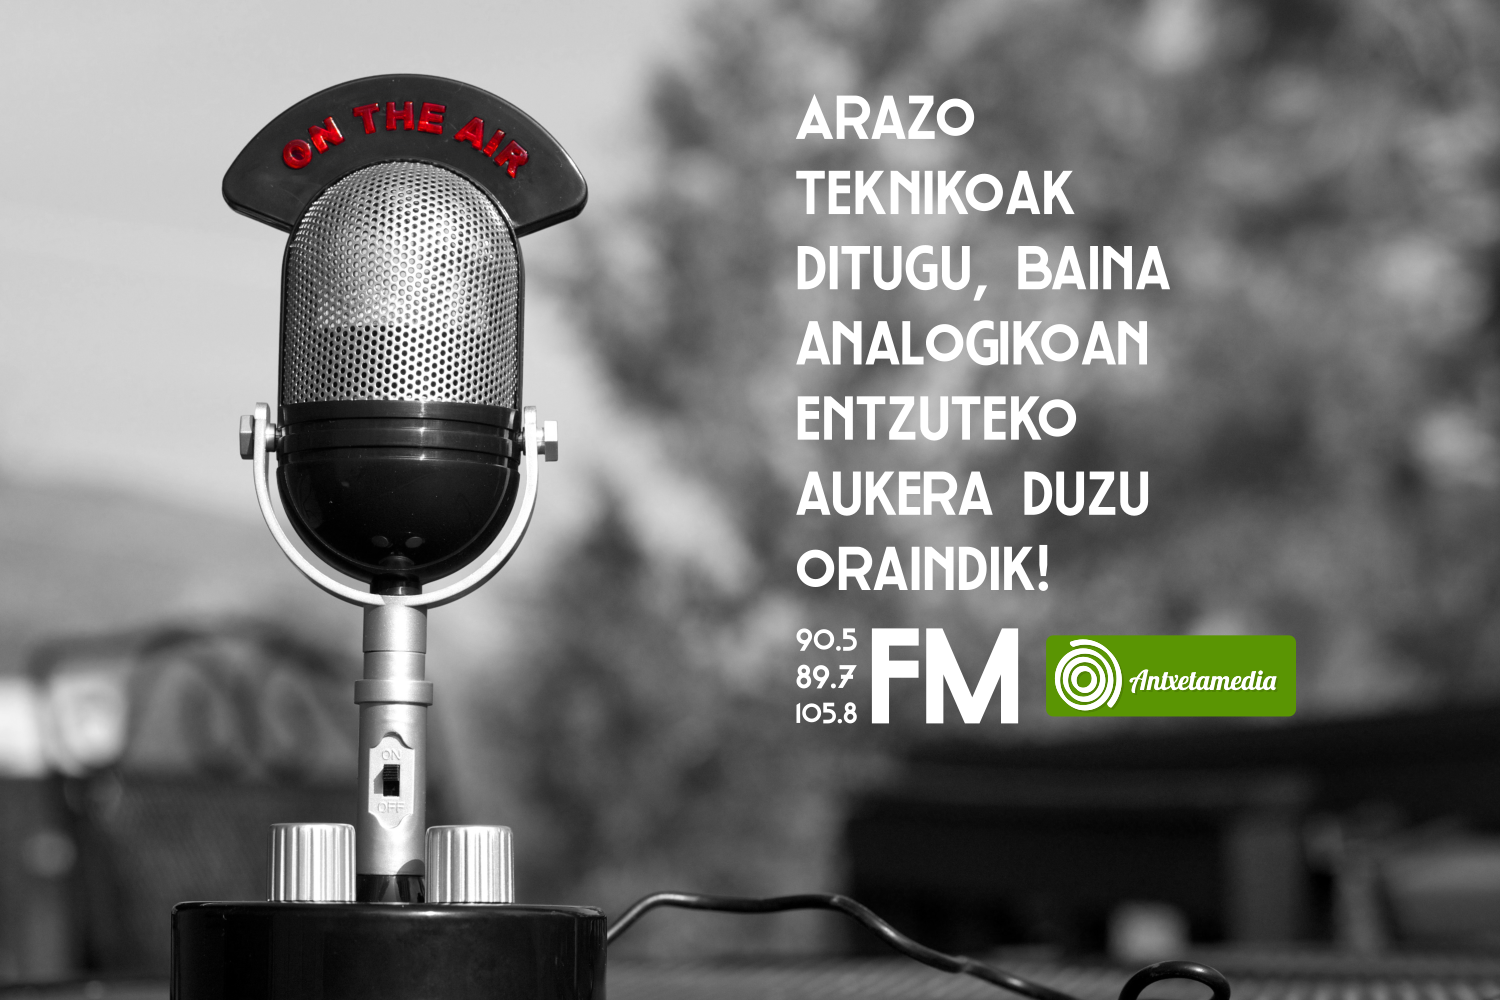 ON THE AIR
ARAZO
TEKNIKOAK
DITUGU, BAINA
ANALOGIKOAN
ENTZUTEKO
AUKERA DUZU
ORAINDIK!
90.5
89.7
105.8
FM
Antxetamedia
ON
OFF